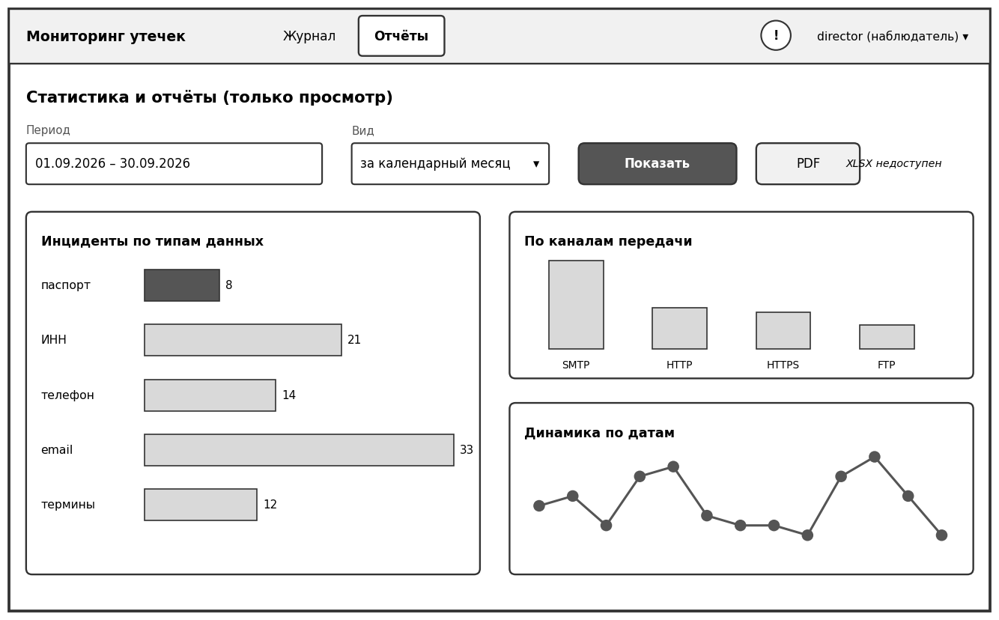 Мониторинг утечек Журнал Отчёты ! director (наблюдатель) ▾
Статистика и отчёты (только просмотр)
Период Вид
01.09.2026 – 30.09.2026 за календарный месяц ▾ Показать PDF XLSX недоступен
Инциденты по типам данных
паспорт 8
ИНН 21
телефон 14
email 33
термины 12
По каналам передачи
SMTP HTTP HTTPS FTP
Динамика по датам